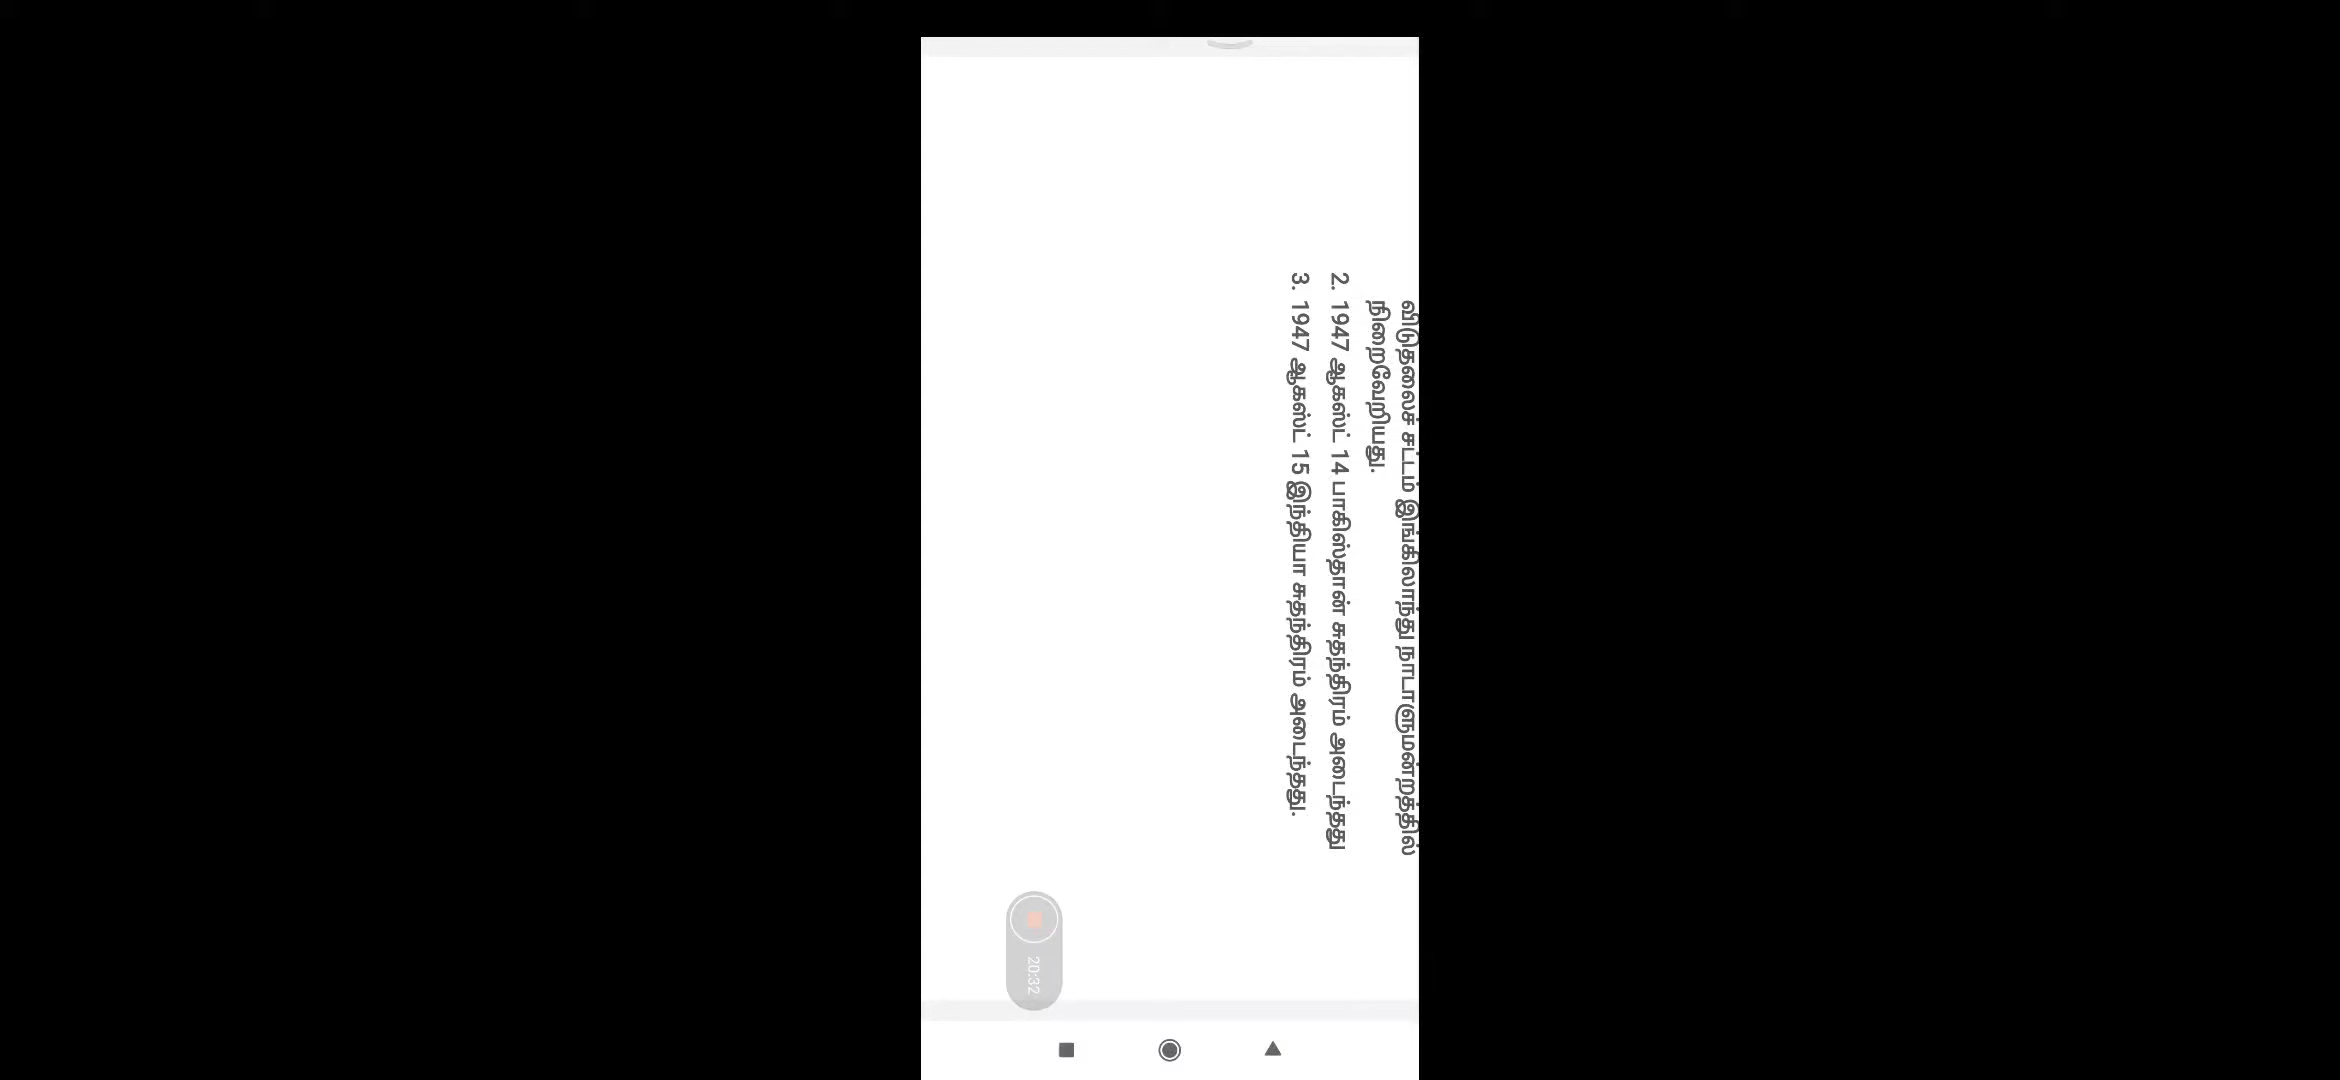 விடுதலைச் சட்டம் இங்கிலாந்து நாடாளுமன்றத்தில்
நிறைவேறியது.
2. 1947 ஆகஸ்ட் 14 பாகிஸ்தான் சுதந்திரம் அடைந்தது
3. 1947 ஆகஸ்ட் 15 இந்தியா சுதந்திரம் அடைந்தது.
20:32